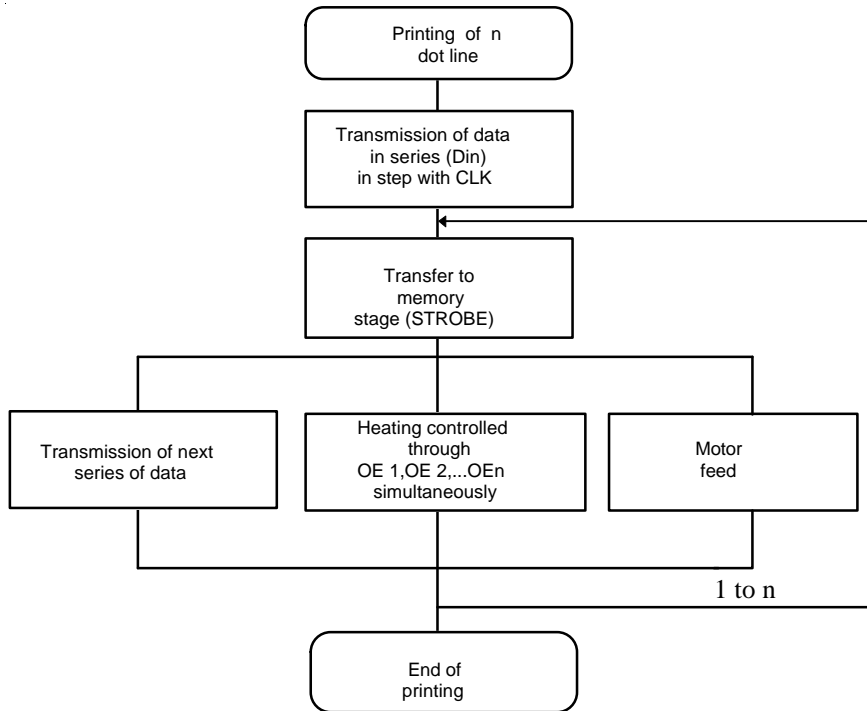 Printing of n
dot line
Transmission of data
in series (Din)
in step with CLK
Transfer to
memory
stage (STROBE)
Transmission of next
series of data
Heating controlled
through
OE 1,OE 2,...OEn
simultaneously
Motor
feed
1 to n
End of
printing